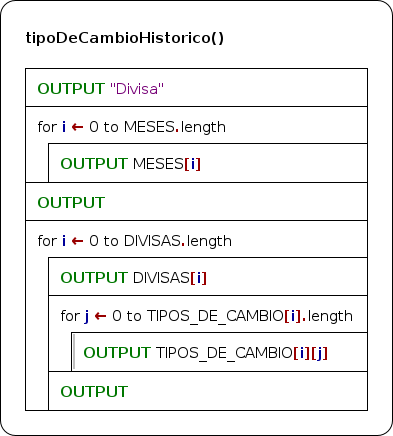 tipoDeCambioHistorico()
OUTPUT "Divisa"
for i ← 0 to MESES.length
OUTPUT MESES[i]
OUTPUT
for i ← 0 to DIVISAS.length
OUTPUT DIVISAS[i]
for j ← 0 to TIPOS_DE_CAMBIO[i].length
OUTPUT TIPOS_DE_CAMBIO[i][j]
OUTPUT